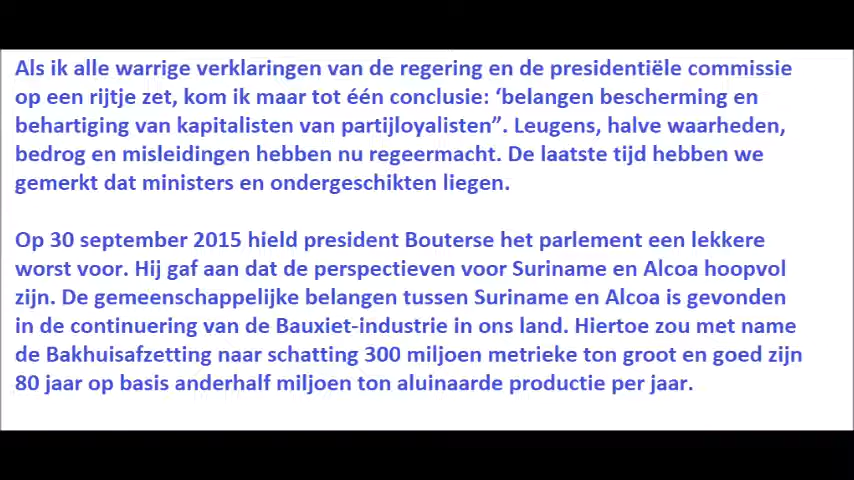 Als ik alle warrige verklaringen van de regering en de presidentiële commissie
op een rijtje zet, kom ik maar tot één conclusie: ‘belangen bescherming en
behartiging van kapitalisten van partijloyalisten”. Leugens, halve waarheden,
bedrog en misleidingen hebben nu regeermacht. De laatste tijd hebben we
gemerkt dat ministers en ondergeschikten liegen.
Op 30 september 2015 hield president Bouterse het parlement een lekkere
worst voor. Hij gaf aan dat de perspectieven voor Suriname en Alcoa hoopvol
zijn. De gemeenschappelijke belangen tussen Suriname en Alcoa is gevonden
in de continuering van de Bauxiet-industrie in ons land. Hiertoe zou met name
de Bakhuisafzetting naar schatting 300 miljoen metrieke ton groot en goed zijn
80 jaar op basis anderhalf miljoen ton aluinaarde productie per jaar.